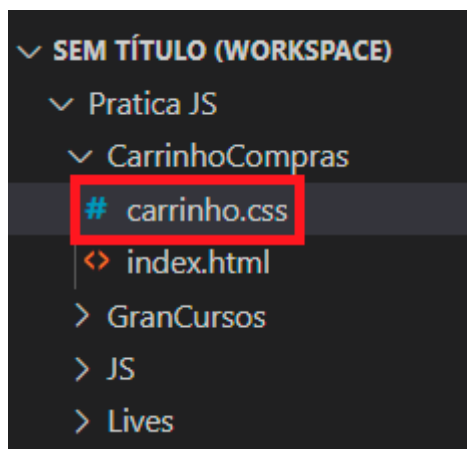 SEM TÍTULO (WORKSPACE)
Pratica JS
CarrinhoCompras
# carrinho.css
<> index.html
GranCursos
JS
Lives